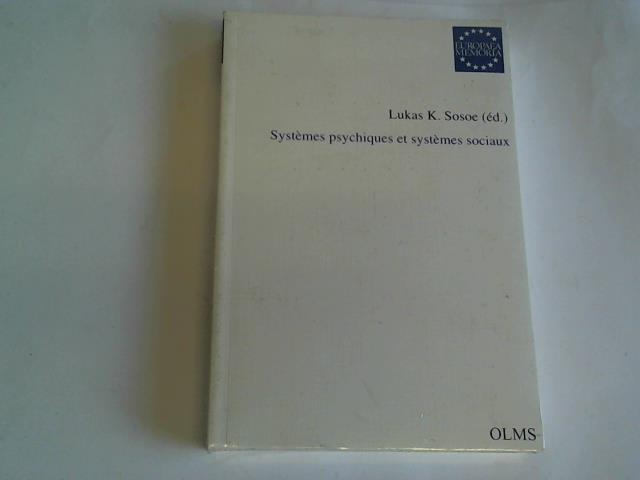 EUROPAEA
MEMORIA
Lukas K. Sosoe (éd.)
Systèmes psychiques et systèmes sociaux
OLMS